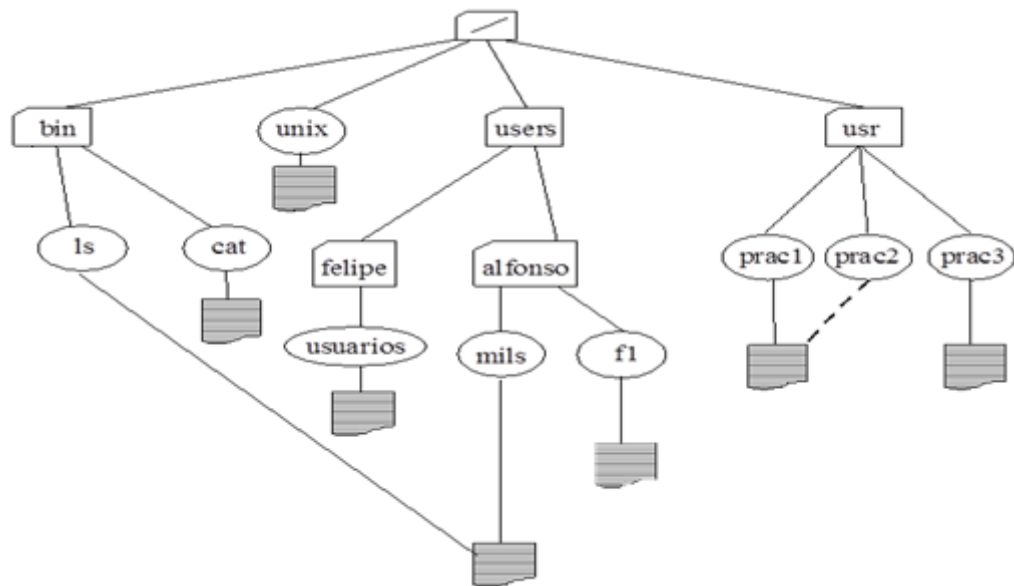 /
bin
unix
users
usr
ls
cat
felipe
alfonso
prac1
prac2
prac3
usuarios
mils
f1